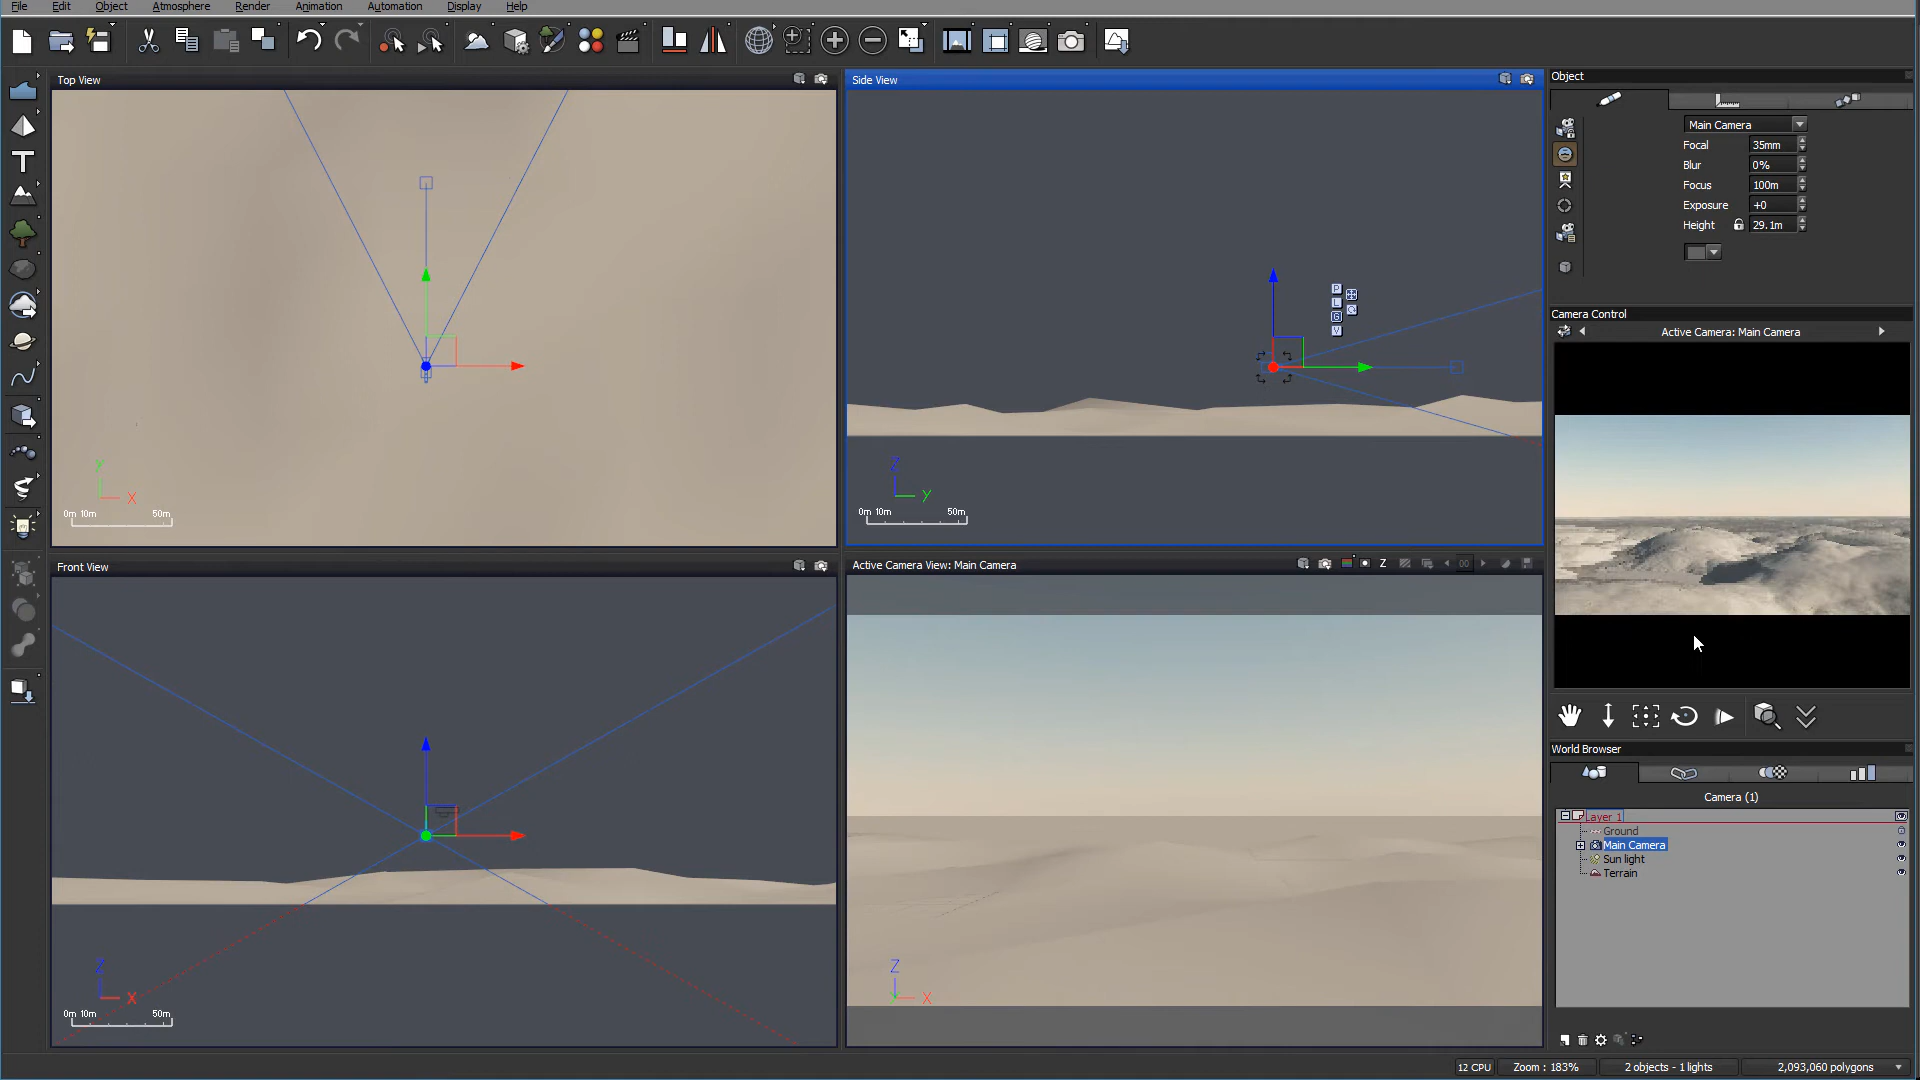 File Edit Object Atmosphere Render Animation Automation Display Help
Top View
Y
X
0m 10m 50m
Side View
P
L
G
V
Z
Y
0m 10m 50m
Front View
Z
X
0m 10m 50m
Active Camera View: Main Camera
Z
00
Z
Y X
Object
Main Camera
Focal 35mm
Blur 0%
Focus 100m
Exposure +0
Height 29.1m
Camera Control
Active Camera: Main Camera
World Browser
Camera (1)
Layer 1
Ground
Main Camera
Sun light
Terrain
12 CPU Zoom : 183% 2 objects - 1 lights 2,093,060 polygons